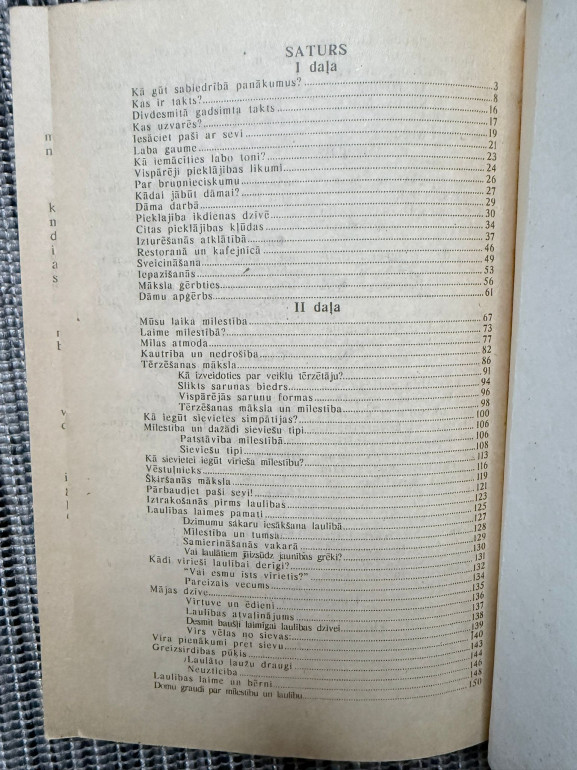 SATURS
I daļa
Kā gūt sabiedrībā panākumus? 3
Kas ir takts? 8
Divdesmitā gadsimta takts 16
Kas uzvarēs? 17
Iesāciet paši ar sevi 19
Laba gaume 21
Kā iemācīties labo toni? 23
Vispārēji pieklājības likumi 24
Par bruņnieciskumu 26
Kādai jābūt dāmai? 27
Dāma darbā 29
Pieklājība ikdienas dzīvē 30
Citas pieklājības kļūdas 34
Izturēšanās atklātībā 37
Restorānā un kafejnīcā 46
Sveicināšana 49
Iepazīšanās 53
Māksla ģērbties 56
Dāmu apģērbs 61
II daļa
Mūsu laika mīlestība 67
Laime mīlestībā? 73
Mīlas atmoda 77
Kautrība un nedrošība 82
Tērzēšanas māksla 86
Kā izveidoties par veiklu tērzētāju? 91
Slikts sarunas biedrs 94
Vispārējās sarunu formas 96
Tērzēšanas māksla un mīlestība 98
Kā iegūt sievietes simpātijas? 100
Mīlestība un dažādi sieviešu tipi 106
Patstāvība mīlestībā 106
Sieviešu tipi 108
Kā sievietei iegūt vīrieša mīlestību? 113
Vēstuļnieks 116
Šķiršanās māksla 119
Pārbaudiet paši sevi! 121
Iztrakošanās pirms laulības 123
Laulības laimes pamati 125
Dzimumu sakaru iesākšana laulībā 127
Mīlestība un tumsa 128
Samierināšanās vakarā 129
Vai laulātiem jāizsūdz jaunības grēki? 130
Kādi vīrieši laulībai derīgi? 131
"Vai esmu īsts vīrietis?" 132
Pareizais vecums 134
Mājas dzīve 135
Virtuve un ēdieni 136
Laulības atvaļinājums 137
Desmit baušļi laimīgai laulības dzīvei 138
Vīrs vēlas no sievas 139
Vīra pienākumi pret sievu 140
Greizsirdības pūķis 143
Laulāto ļaužu draugi 144
Neuzticība 146
Laulības laime un bērni 148
Domu graudi par mīlestību un laulību 150